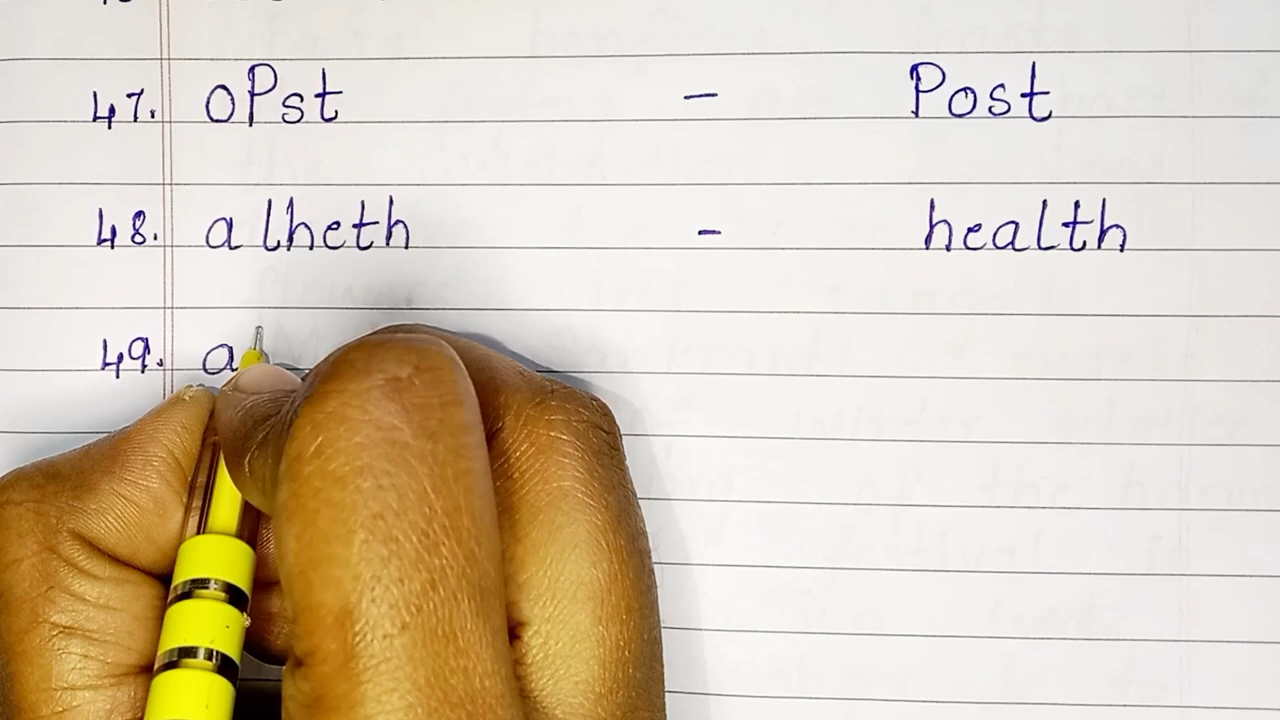 47. oPst - Post
48. alheth - health
49. a